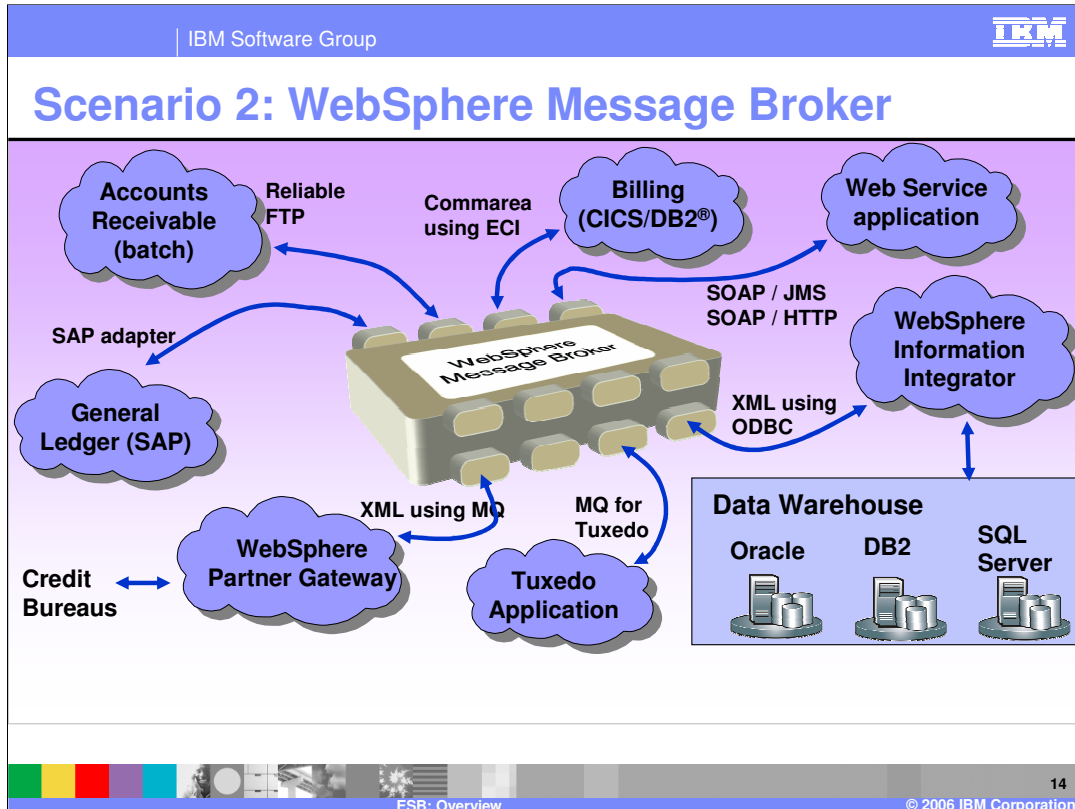 IBM Software Group
IBM
Scenario 2: WebSphere Message Broker
Accounts
Receivable
(batch)
Reliable
FTP
Commarea
using ECI
Billing
(CICS/DB2®)
Web Service
application
SOAP / JMS
SOAP / HTTP
SAP adapter
WebSphere
Message Broker
WebSphere
Information
Integrator
General
Ledger (SAP)
XML using
ODBC
XML using MQ
MQ for
Tuxedo
WebSphere
Partner Gateway
Credit
Bureaus
Tuxedo
Application
Data Warehouse
Oracle
DB2
SQL
Server
14
ESB: Overview
© 2006 IBM Corporation